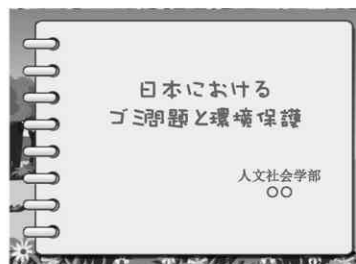 日本における
ゴミ問題と環境保護
人文社会学部
〇〇